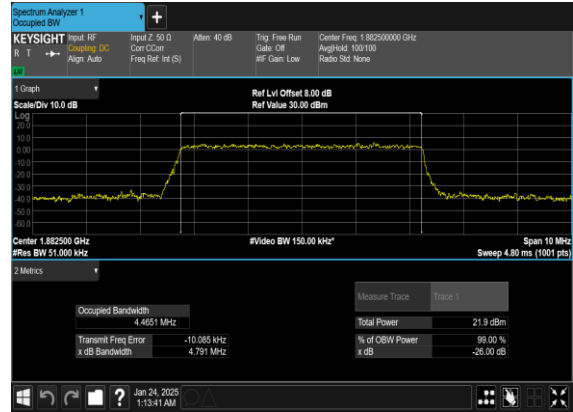 Spectrum Analyzer 1
Occupied BW
KEYSIGHT Input: RF Input Z: 50 Ω Atten: 40 dB Trig: Free Run Center Freq: 1.882500000 GHz
R T Coupling: DC Corr CCorr Gate: Off Avg|Hold: 100/100
Align: Auto Freq Ref: Int (S) #IF Gain: Low Radio Std: None
LM
1 Graph
Ref Lvl Offset 8.00 dB
Scale/Div 10.0 dB Ref Value 30.00 dBm
Log
20.0
10.0
0.00
-10.0
-20.0
-30.0
-40.0
-50.0
-60.0
Center 1.882500 GHz #Video BW 150.00 kHz* Span 10 MHz
#Res BW 51.000 kHz Sweep 4.80 ms (1001 pts)
2 Metrics
Measure Trace Trace 1
Occupied Bandwidth
4.4651 MHz Total Power 21.9 dBm
Transmit Freq Error -10.085 kHz % of OBW Power 99.00 %
x dB Bandwidth 4.791 MHz x dB -26.00 dB
Jan 24, 2025
1:13:41 AM